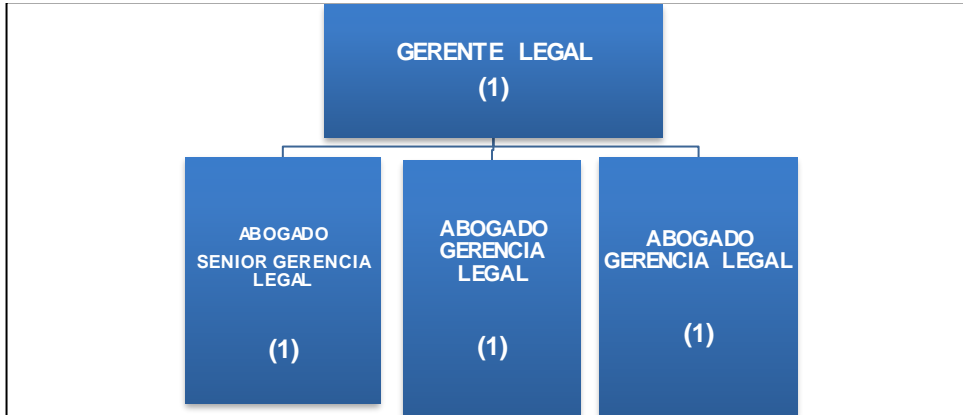 GERENTE LEGAL
(1)
ABOGADO
SENIOR GERENCIA
LEGAL
(1)
ABOGADO
GERENCIA
LEGAL
(1)
ABOGADO
GERENCIA LEGAL
(1)